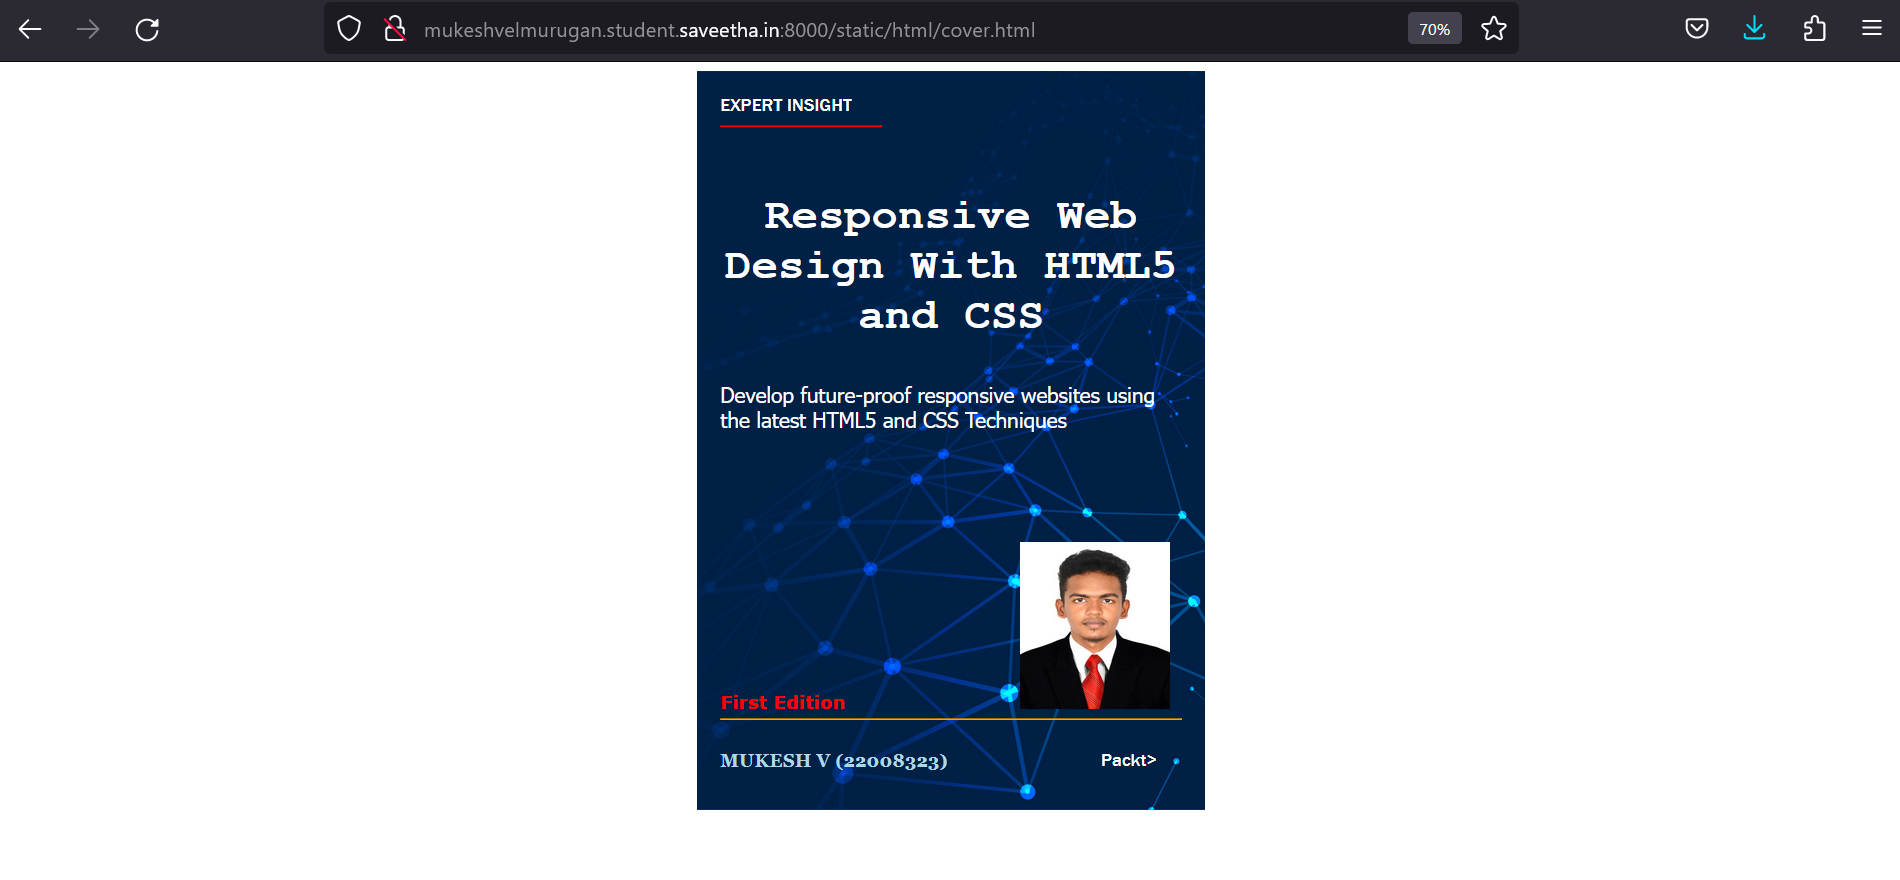 mukeshvelmurugan.student.saveetha.in:8000/static/html/cover.html
70%
EXPERT INSIGHT
Responsive Web
Design With HTML5
and CSS
Develop future-proof responsive websites using
the latest HTML5 and CSS Techniques
First Edition
MUKESH V (22008323)
Packt>